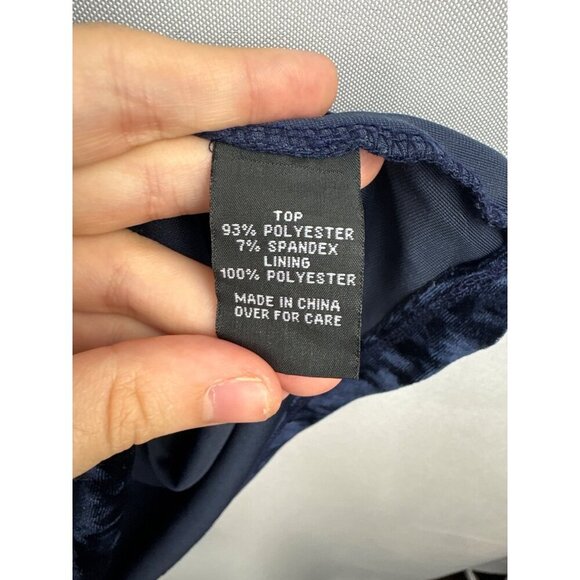 TOP
93% POLYESTER
7% SPANDEX
LINING
100% POLYESTER
MADE IN CHINA
OVER FOR CARE